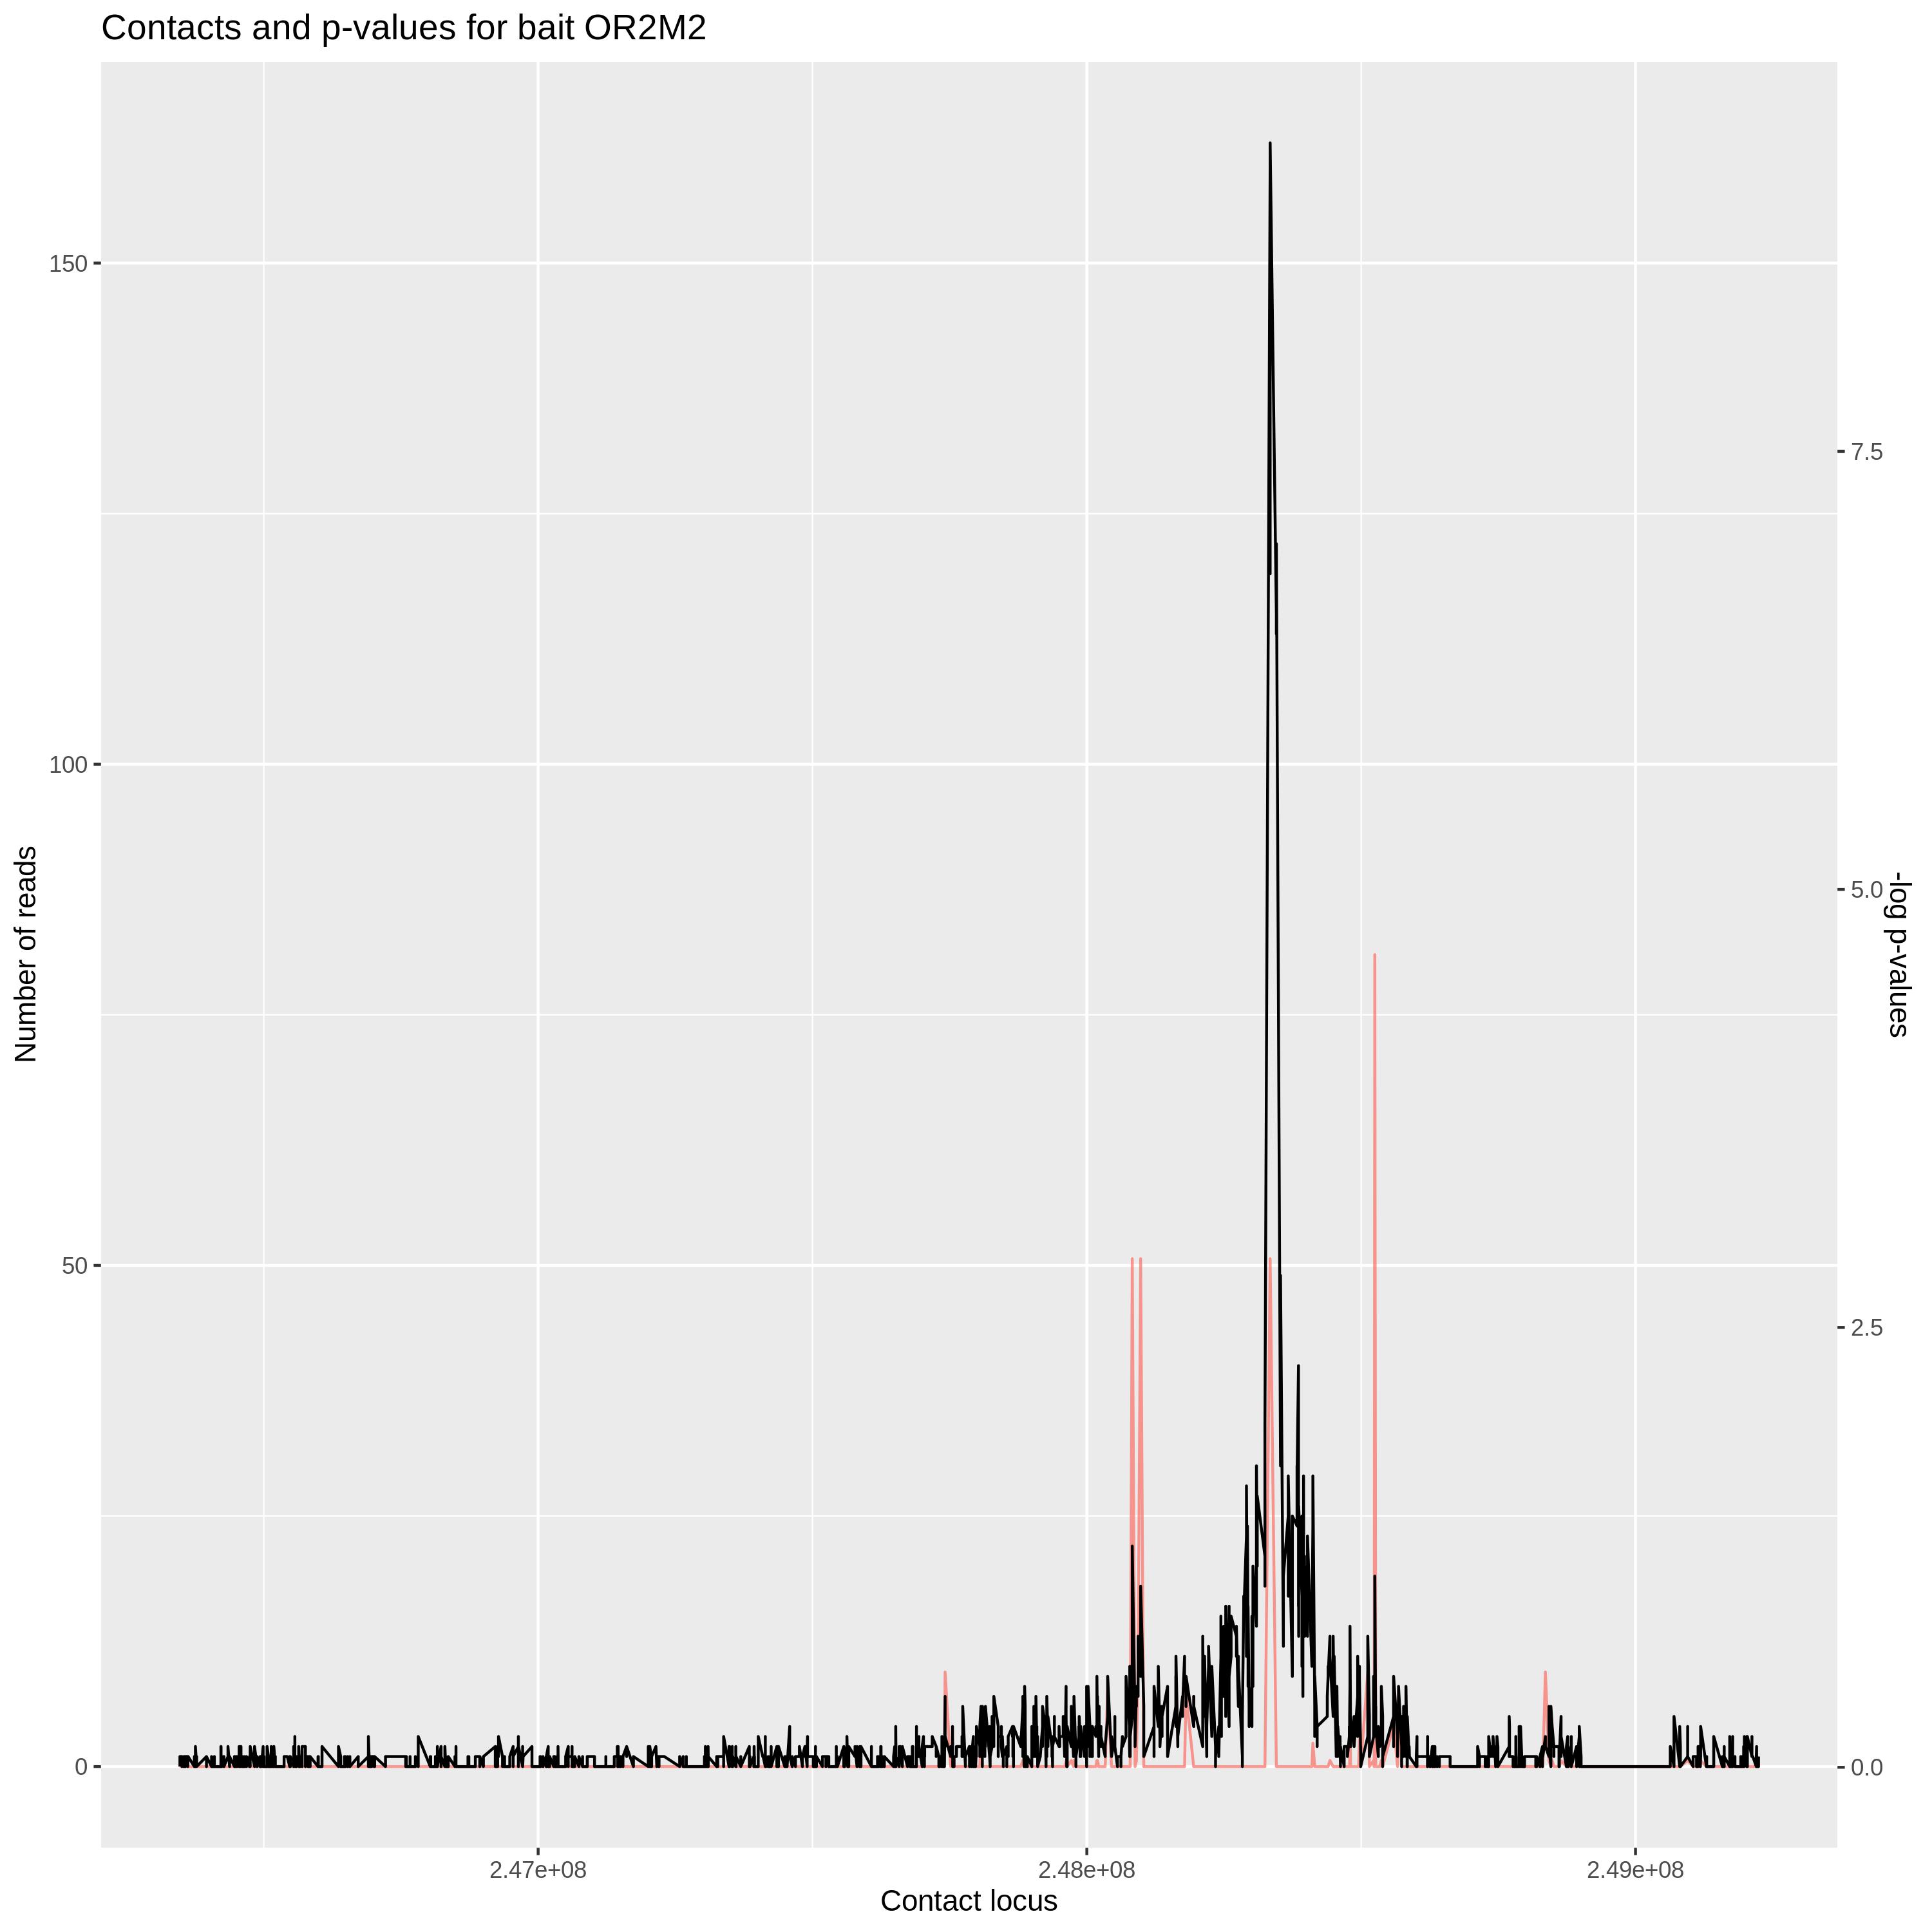 Contacts and p-values for bait OR2M2
150
100
50
0
Number of reads
7.5
5.0
2.5
0.0
-log p-values
2.47e+08
2.48e+08
2.49e+08
Contact locus